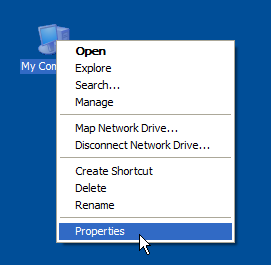 My Com
Open
Explore
Search...
Manage
Map Network Drive...
Disconnect Network Drive...
Create Shortcut
Delete
Rename
Properties